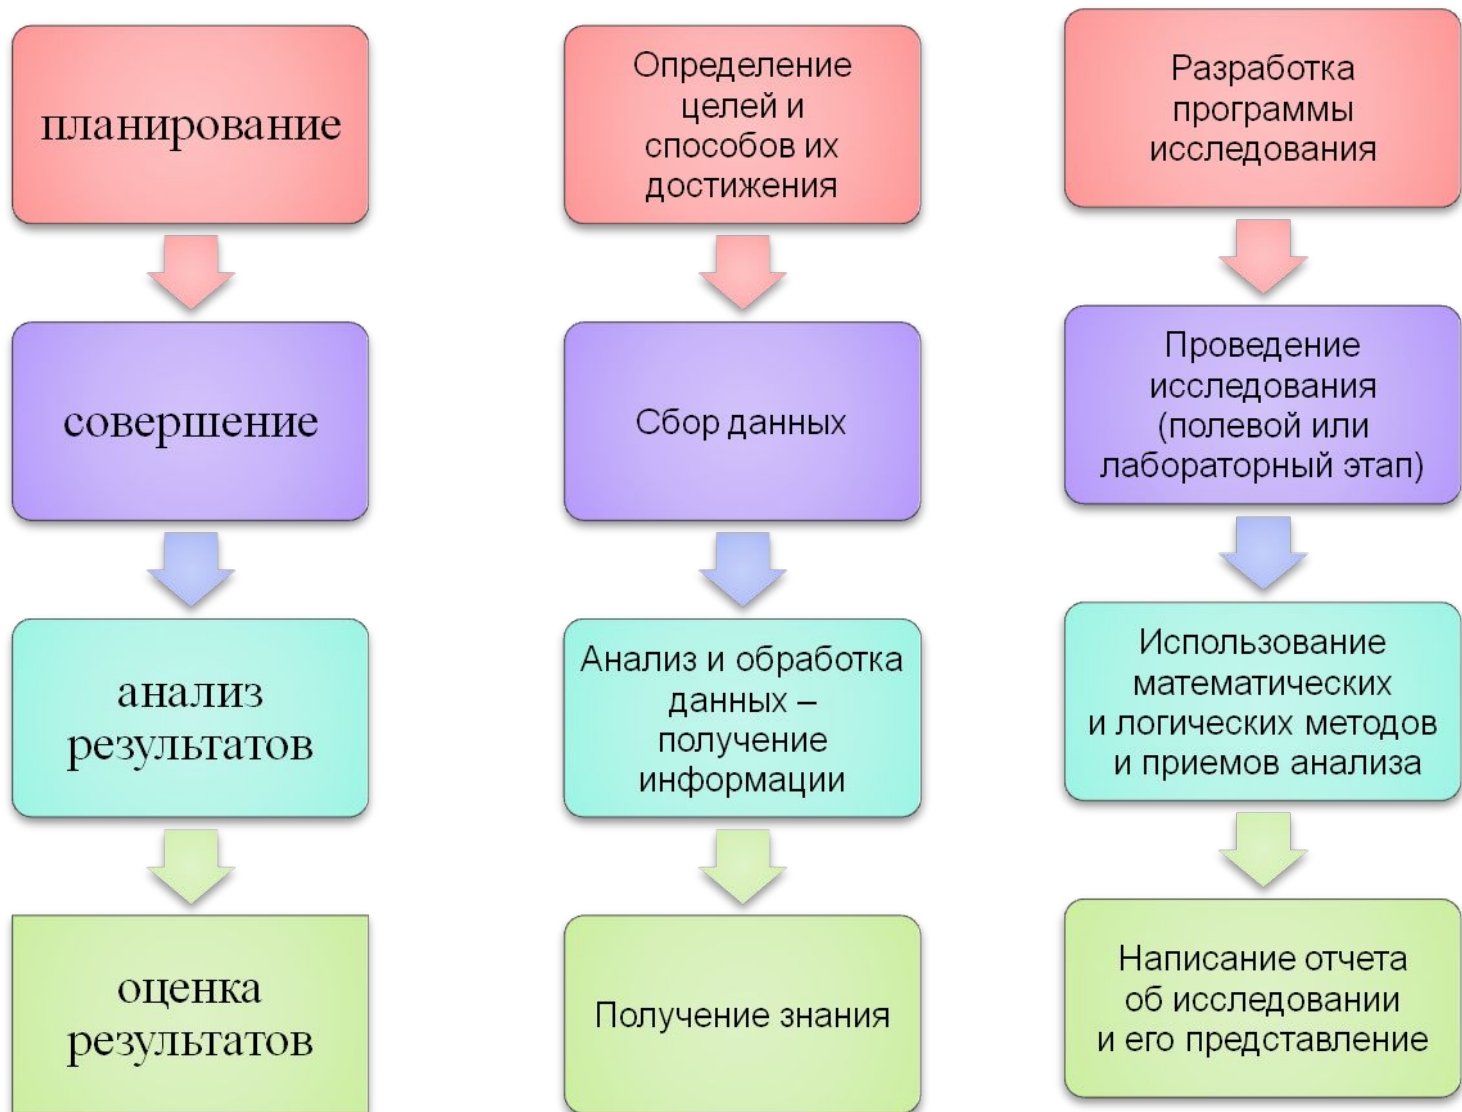 планирование
Определение
целей и
способов их
достижения
Разработка
программы
исследования
совершение
Сбор данных
Проведение
исследования
(полевой или
лабораторный этап)
анализ
результатов
Анализ и обработка
данных –
получение
информации
Использование
математических
и логических методов
и приемов анализа
оценка
результатов
Получение знания
Написание отчета
об исследовании
и его представление